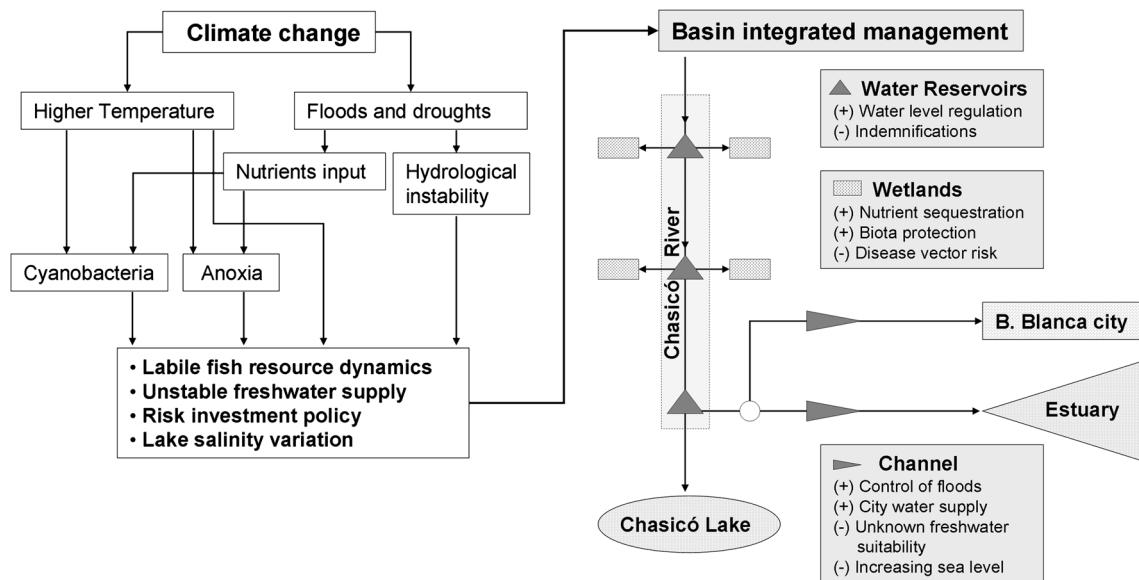 Climate change
Higher Temperature
Floods and droughts
Nutrients input
Hydrological
instability
Cyanobacteria
Anoxia
• Labile fish resource dynamics
• Unstable freshwater supply
• Risk investment policy
• Lake salinity variation
Basin integrated management
Chasicó River
Chasicó Lake
Water Reservoirs
(+) Water level regulation
(-) Indemnifications
Wetlands
(+) Nutrient sequestration
(+) Biota protection
(-) Disease vector risk
B. Blanca city
Estuary
Channel
(+) Control of floods
(+) City water supply
(-) Unknown freshwater
suitability
(-) Increasing sea level